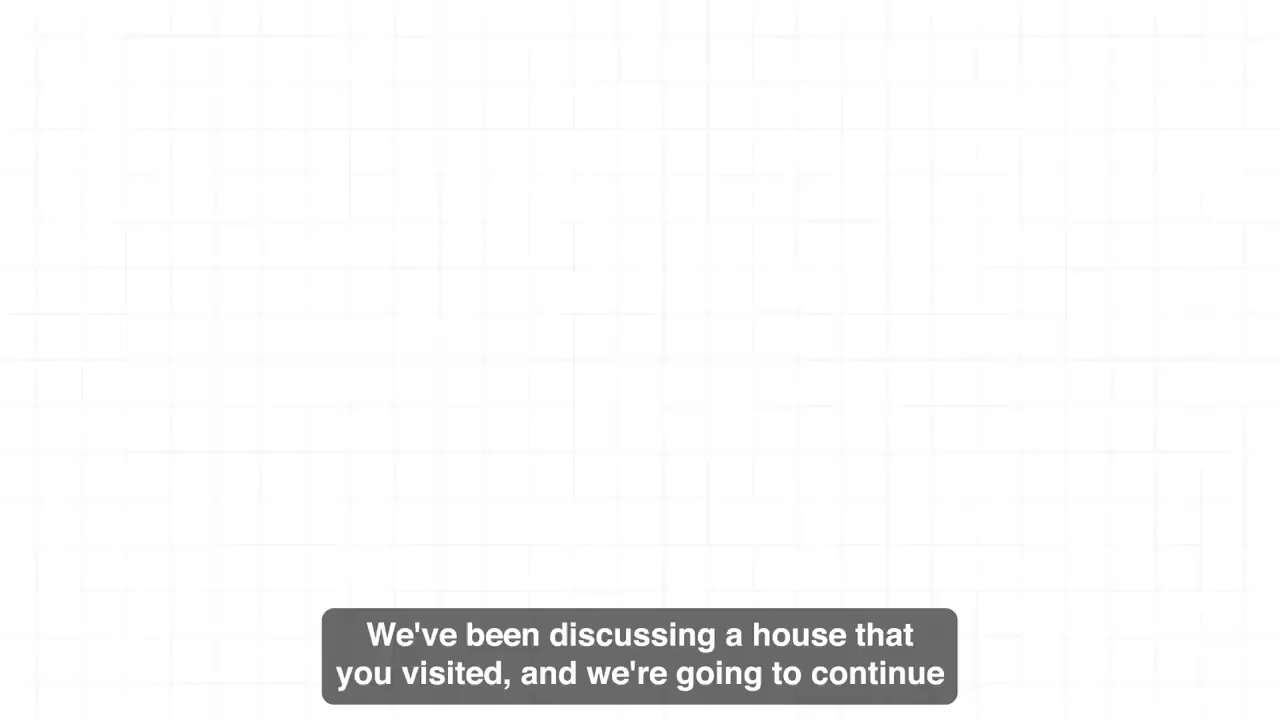 We've been discussing a house that
you visited, and we're going to continue